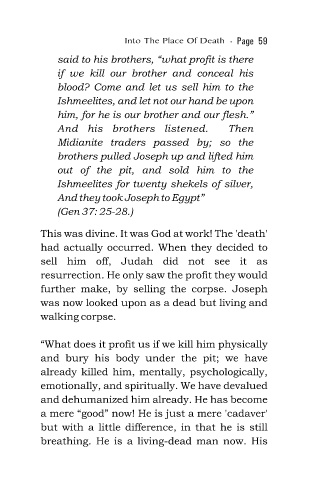 Into The Place Of Death - Page 59
said to his brothers, “what profit is there
if we kill our brother and conceal his
blood? Come and let us sell him to the
Ishmeelites, and let not our hand be upon
him, for he is our brother and our flesh.”
And his brothers listened. Then
Midianite traders passed by; so the
brothers pulled Joseph up and lifted him
out of the pit, and sold him to the
Ishmeelites for twenty shekels of silver,
And they took Joseph to Egypt”
(Gen 37: 25-28.)
This was divine. It was God at work! The 'death'
had actually occurred. When they decided to
sell him off, Judah did not see it as
resurrection. He only saw the profit they would
further make, by selling the corpse. Joseph
was now looked upon as a dead but living and
walking corpse.
“What does it profit us if we kill him physically
and bury his body under the pit; we have
already killed him, mentally, psychologically,
emotionally, and spiritually. We have devalued
and dehumanized him already. He has become
a mere “good” now! He is just a mere 'cadaver'
but with a little difference, in that he is still
breathing. He is a living-dead man now. His